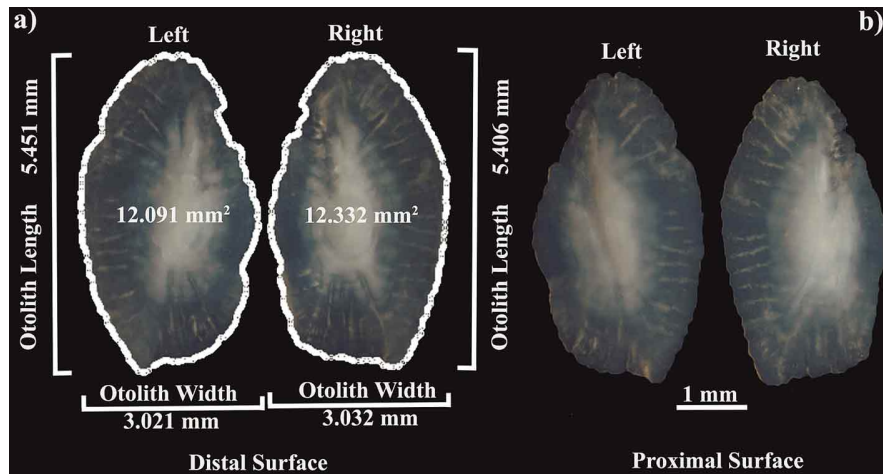 a)
Left
Right
Otolith Length 5.451 mm
12.091 mm²
12.332 mm²
Otolith Length 5.406 mm
Otolith Width
3.021 mm
Otolith Width
3.032 mm
Distal Surface
b)
Left
Right
1 mm
Proximal Surface